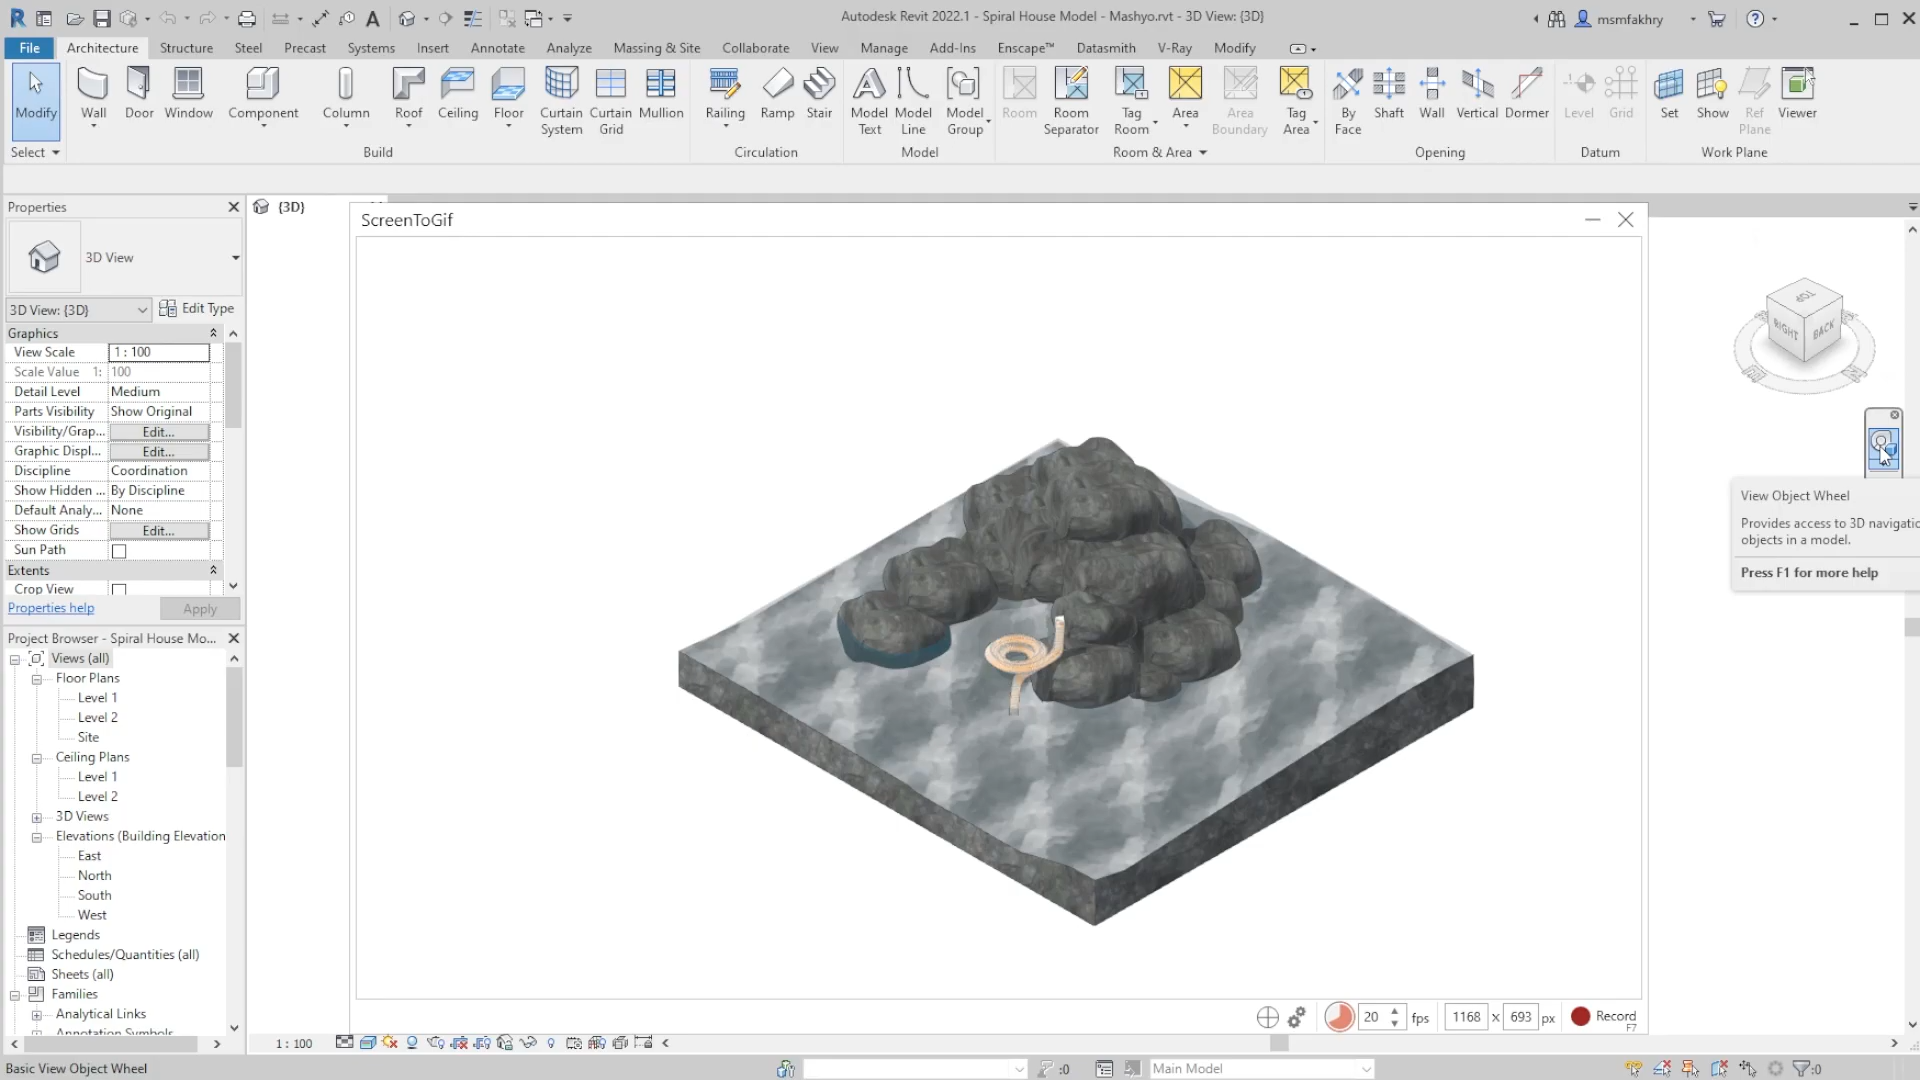 Autodesk Revit 2022.1 - Spiral House Model - Mashyo.rvt - 3D View: {3D}
msmfakhry
File Architecture Structure Steel Precast Systems Insert Annotate Analyze Massing & Site Collaborate View Manage Add-Ins Enscape™ Datasmith V-Ray Modify
Modify Wall Door Window Component Column Roof Ceiling Floor Curtain System Curtain Grid Mullion Railing Ramp Stair Model Text Model Line Model Group Room Room Separator Tag Room Area Area Boundary Tag Area By Face Shaft Wall Vertical Dormer Level Grid Set Show Ref Plane Viewer
Select Build Circulation Model Room & Area Opening Datum Work Plane
Properties
{3D}
ScreenToGif
3D View
3D View: {3D}
Edit Type
Graphics
View Scale 1 : 100
Scale Value 1: 100
Detail Level Medium
Parts Visibility Show Original
Visibility/Grap... Edit...
Graphic Displ... Edit...
Discipline Coordination
Show Hidden ... By Discipline
Default Analy... None
Show Grids Edit...
Sun Path
Extents
Crop View
Properties help
Apply
TOP
RIGHT
BACK
View Object Wheel
Provides access to 3D navigatio
objects in a model.
Press F1 for more help
Project Browser - Spiral House Mo...
Views (all)
Floor Plans
Level 1
Level 2
Site
Ceiling Plans
Level 1
Level 2
3D Views
Elevations (Building Elevation
East
North
South
West
Legends
Schedules/Quantities (all)
Sheets (all)
Families
Analytical Links
Annotation Symbols
20 fps 1168 x 693 px Record
F7
1 : 100
Basic View Object Wheel
:0
Main Model
:0